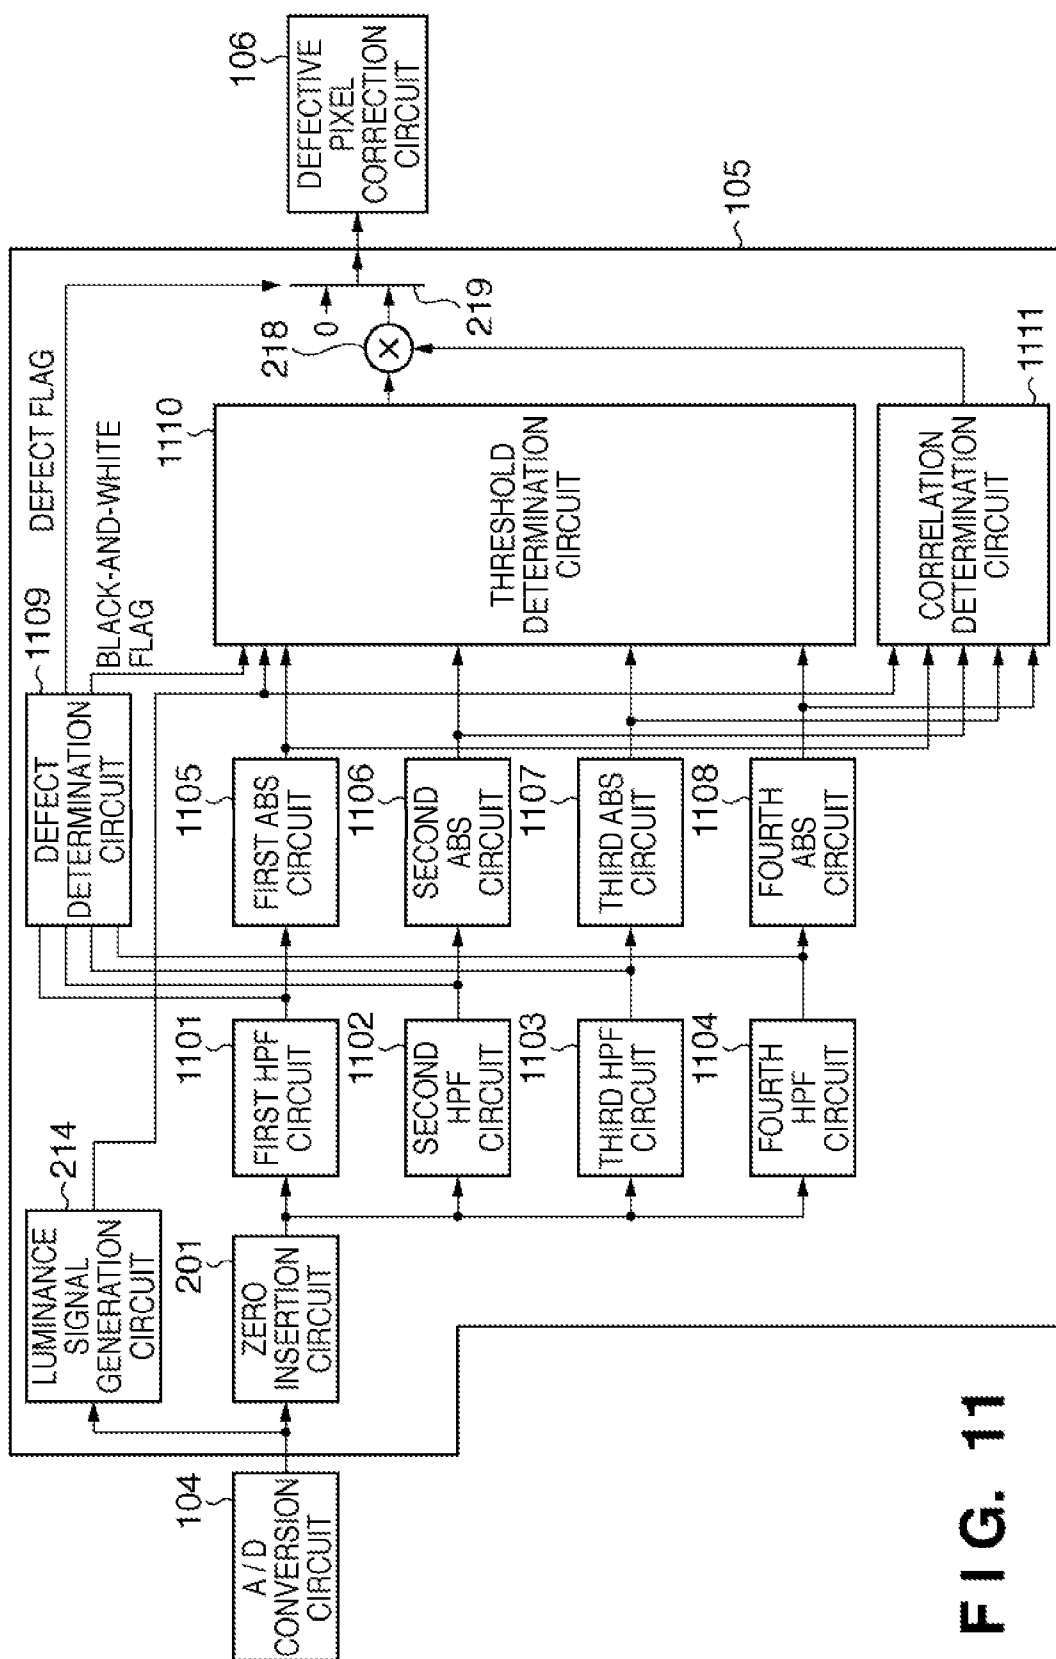 104
A / D
CONVERSION
CIRCUIT
LUMINANCE
SIGNAL
GENERATION
CIRCUIT
214
201
ZERO
INSERTION
CIRCUIT
1101
FIRST HPF
CIRCUIT
1102
SECOND
HPF
CIRCUIT
1103
THIRD HPF
CIRCUIT
1104
FOURTH
HPF
CIRCUIT
1109
DEFECT
DETERMINATION
CIRCUIT
1105
FIRST ABS
CIRCUIT
1106
SECOND
ABS
CIRCUIT
1107
THIRD ABS
CIRCUIT
1108
FOURTH
ABS
CIRCUIT
DEFECT FLAG
BLACK-AND-WHITE
FLAG
1110
THRESHOLD
DETERMINATION
CIRCUIT
CORRELATION
DETERMINATION
CIRCUIT
1111
218
×
0
219
105
106
DEFECTIVE
PIXEL
CORRECTION
CIRCUIT
FIG. 11